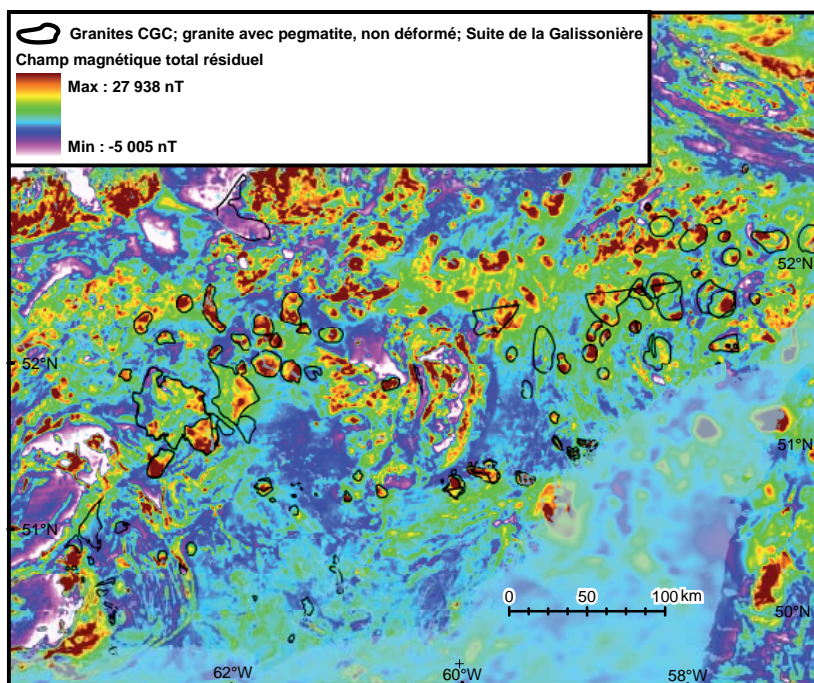 Granites CGC; granite avec pegmatite, non déformé; Suite de la Galissonière
Champ magnétique total résiduel
Max : 27 938 nT
Min : -5 005 nT
52°N
52°N
51°N
51°N
0 50 100 km
50°N
62°W
60°W
58°W